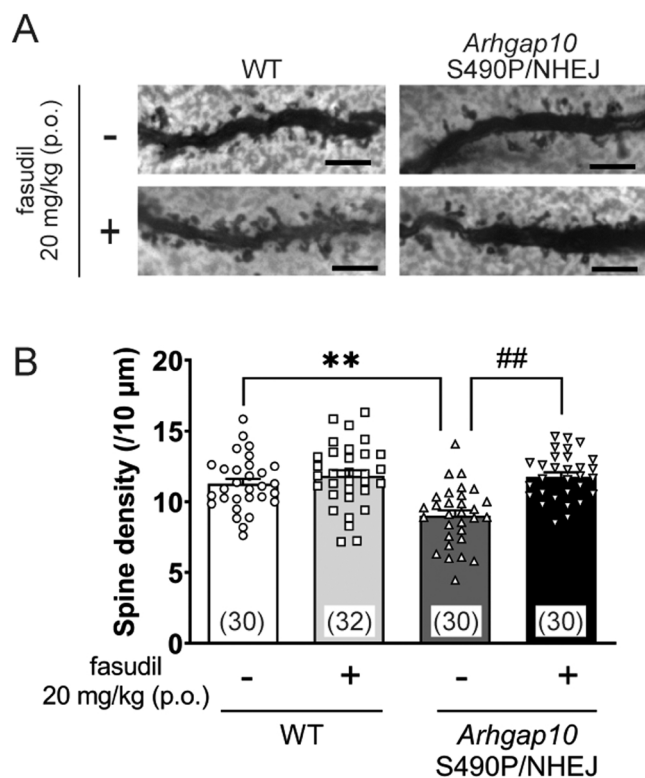 A
WT
Arhgap10
S490P/NHEJ
fasudil
20 mg/kg (p.o.)
-
+
B
Spine density (/10 µm)
20
15
10
5
0
**
##
(30)
(32)
(30)
(30)
fasudil
20 mg/kg (p.o.)
- + - +
WT
Arhgap10
S490P/NHEJ